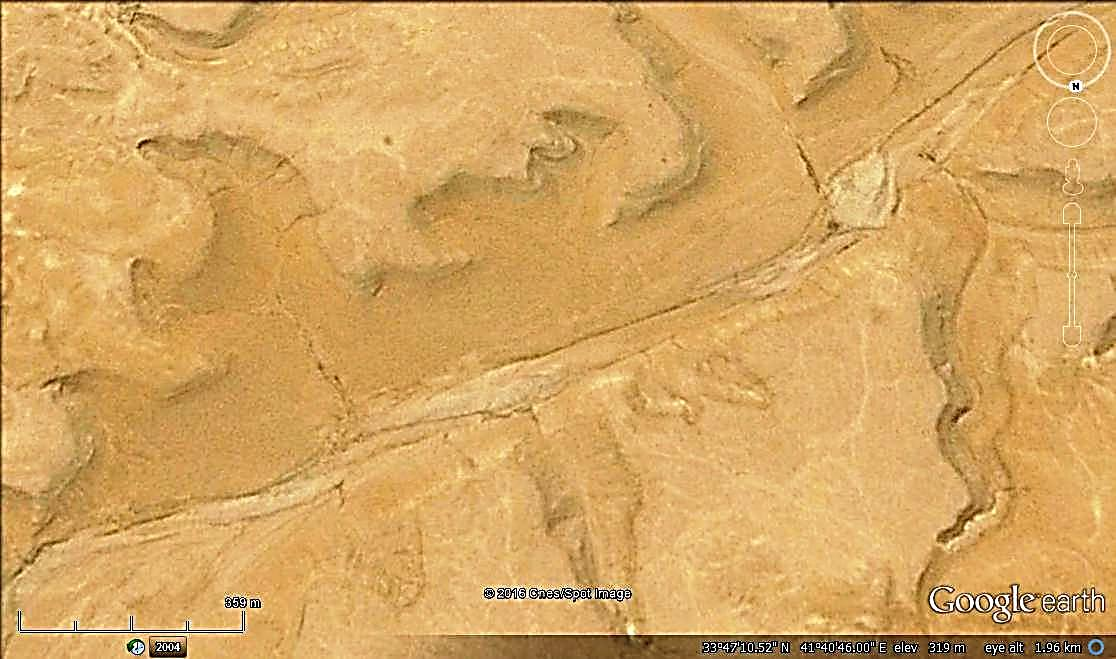 N
© 2016 Cnes/Spot Image
359 m
Google earth
2004
33°47'10.52" N 41°40'46.00" E elev 319 m eye alt 1.96 km